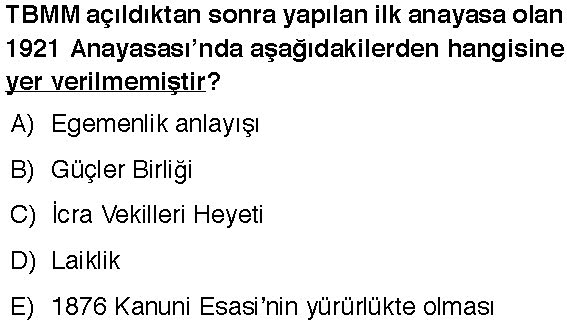 TBMM açıldıktan sonra yapılan ilk anayasa olan
1921 Anayasası’nda aşağıdakilerden hangisine
yer verilmemiştir?
A) Egemenlik anlayışı
B) Güçler Birliği
C) İcra Vekilleri Heyeti
D) Laiklik
E) 1876 Kanuni Esasi’nin yürürlükte olması